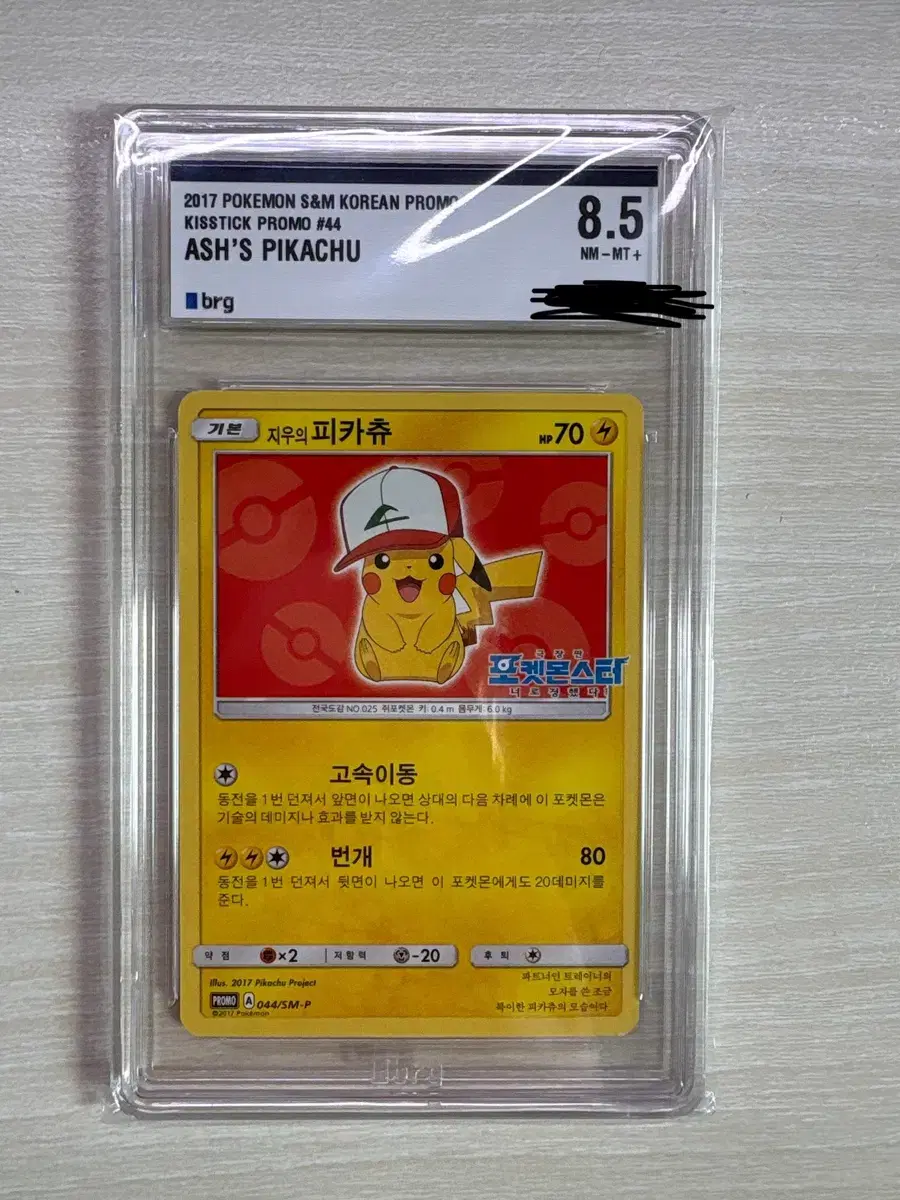 2017 POKEMON S&M KOREAN PROMO
KISSTICK PROMO #44
ASH'S PIKACHU
8.5
NM-MT+
brg
기본 지우의 피카츄 HP 70
극장판
포켓몬스터
너로 정했다!
전국도감 NO.025 쥐포켓몬 키: 0.4 m 몸무게: 6.0 kg
고속이동
동전을 1번 던져서 앞면이 나오면 상대의 다음 차례에 이 포켓몬은
기술의 데미지나 효과를 받지 않는다.
번개 80
동전을 1번 던져서 뒷면이 나오면 이 포켓몬에게도 20데미지를
준다.
약점 ×2 저항력 -20 후퇴
Illus. 2017 Pikachu Project
PROMO A 044/SM-P
©2017 Pokémon
파트너인 트레이너의
모자를 쓴 조금
특이한 피카츄의 모습이다
brg